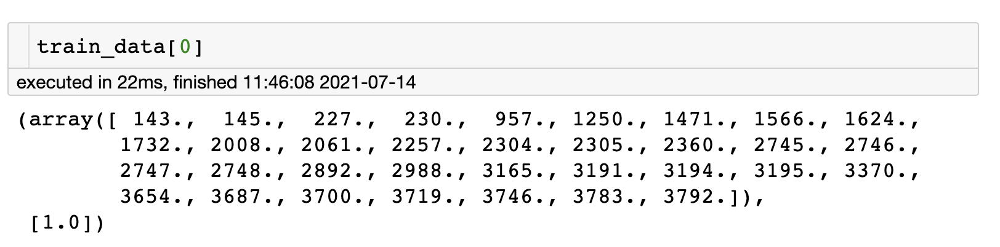 train_data[0]
executed in 22ms, finished 11:46:08 2021-07-14
(array([ 143.,  145.,  227.,  230.,  957., 1250., 1471., 1566., 1624.,
        1732., 2008., 2061., 2257., 2304., 2305., 2360., 2745., 2746.,
        2747., 2748., 2892., 2988., 3165., 3191., 3194., 3195., 3370.,
        3654., 3687., 3700., 3719., 3746., 3783., 3792.]),
 [1.0])